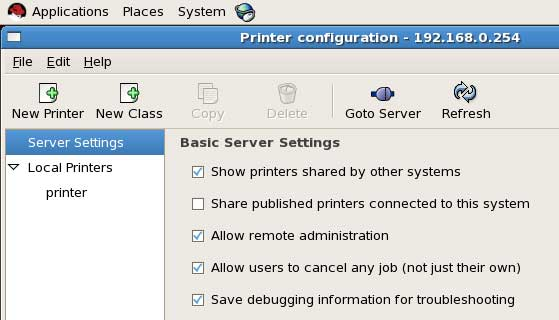 Applications Places System
Printer configuration - 192.168.0.254
File Edit Help
New Printer New Class Copy Delete Goto Server Refresh
Server Settings
Local Printers
printer
Basic Server Settings
Show printers shared by other systems
Share published printers connected to this system
Allow remote administration
Allow users to cancel any job (not just their own)
Save debugging information for troubleshooting